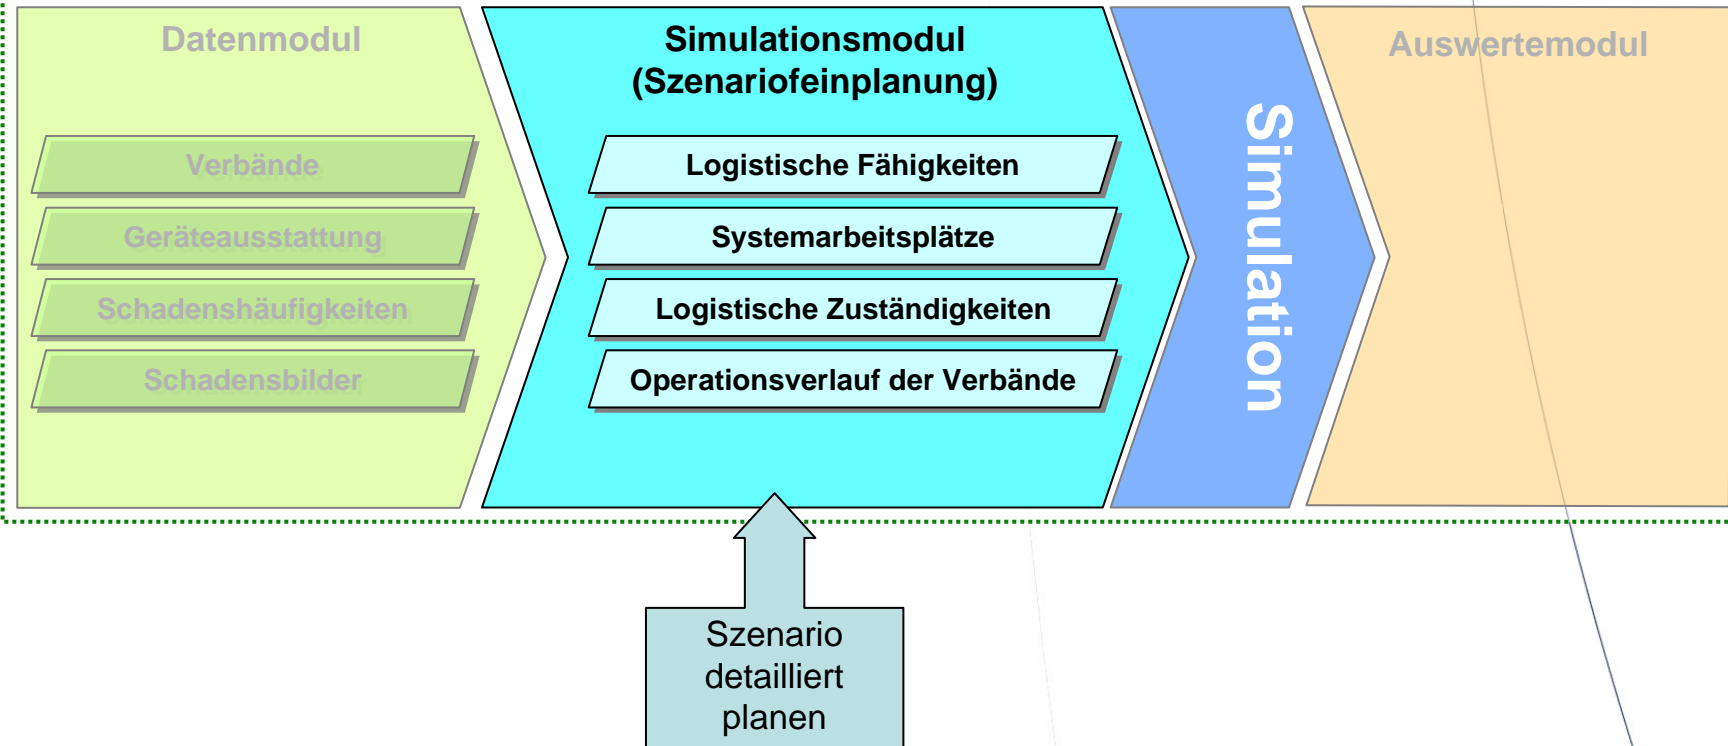 Datenmodul
Verbände
Geräteausstattung
Schadenshäufigkeiten
Schadensbilder
Simulationsmodul
(Szenariofeinplanung)
Logistische Fähigkeiten
Systemarbeitsplätze
Logistische Zuständigkeiten
Operationsverlauf der Verbände
Simulation
Auswertemodul
Szenario
detailliert
planen